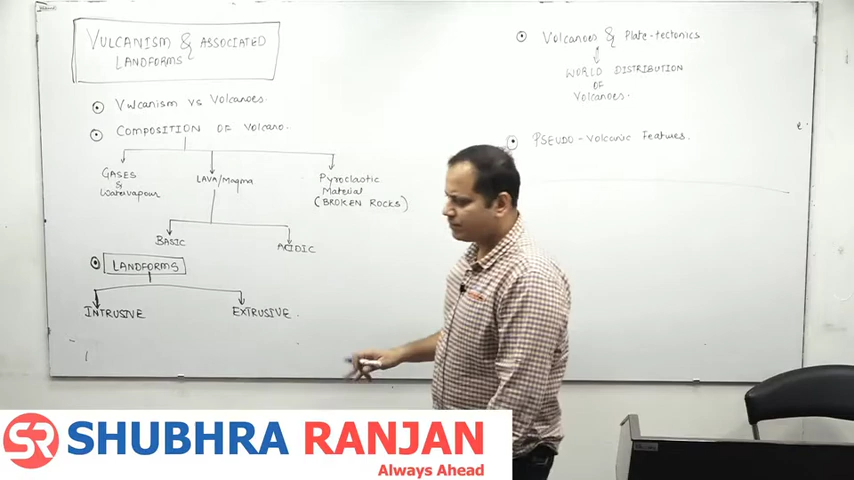 VULCANISM & ASSOCIATED
LANDFORMS
Vulcanism vs Volcanoes.
COMPOSITION OF Volcano.
GASES
&
Watervapour
LAVA/Magma
Pyroclastic
Material
(BROKEN ROCKS)
BASIC
ACIDIC
LANDFORMS
INTRUSIVE
EXTRUSIVE
Volcanoes & Plate-tectonics
WORLD DISTRIBUTION
OF
Volcanoes.
PSEUDO-Volcanic Features.
SR
SHUBHRA RANJAN
Always Ahead